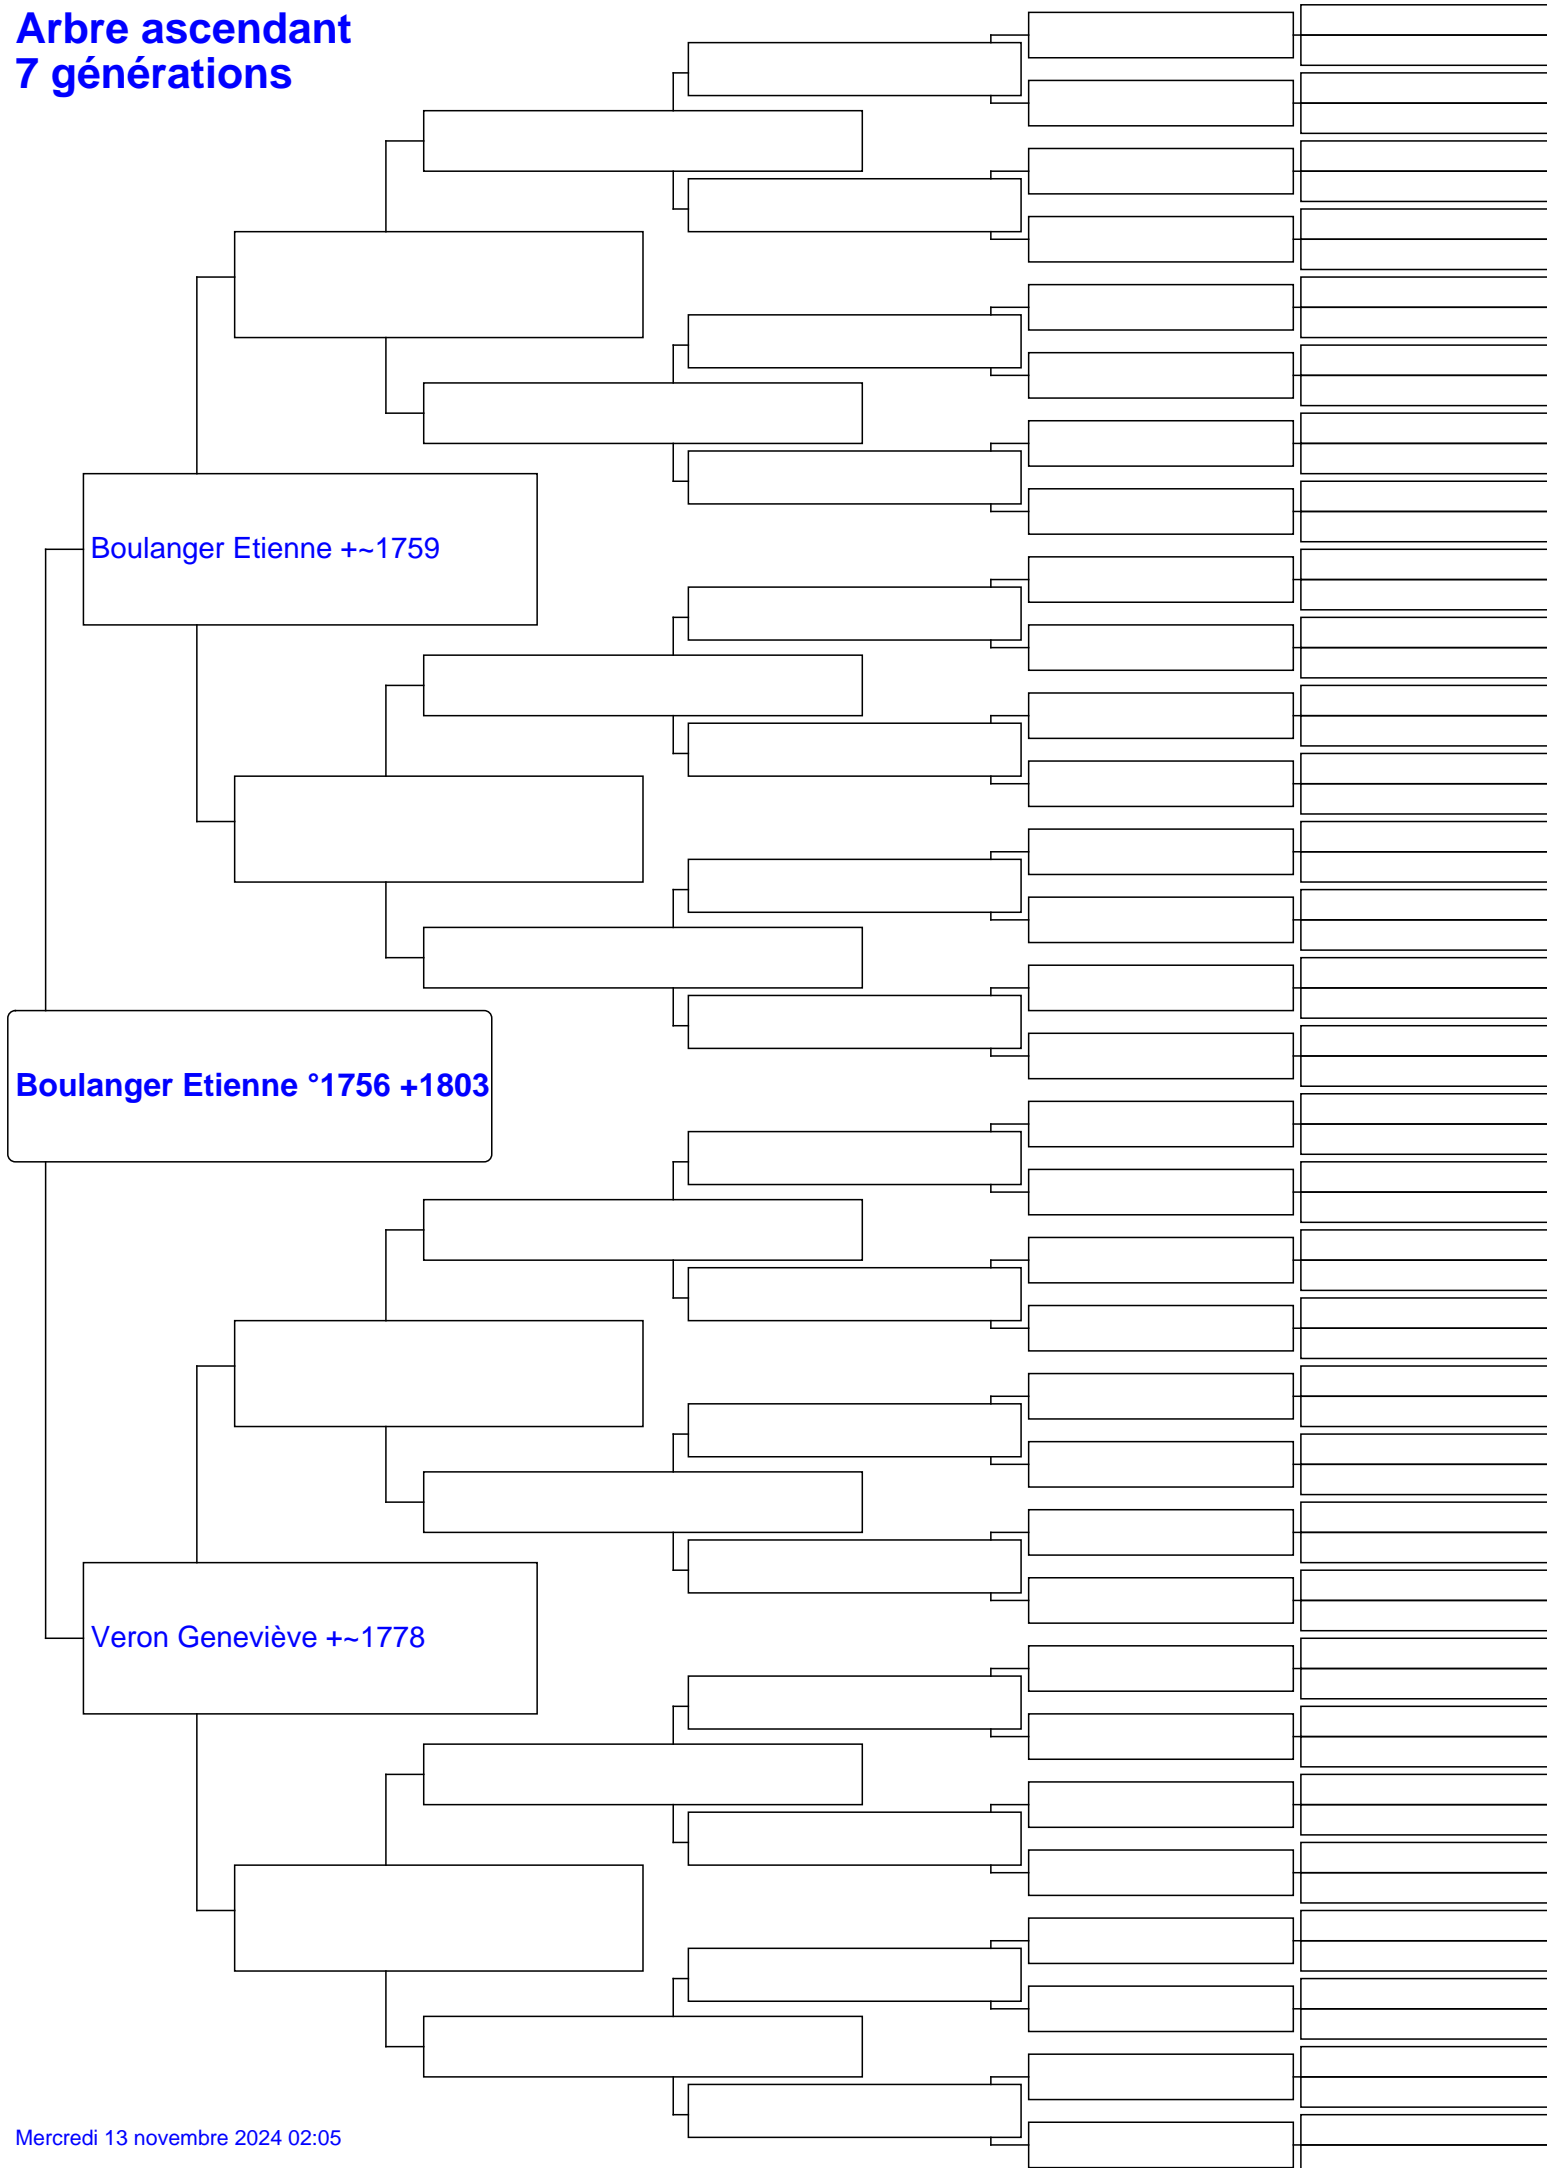 Arbre ascendant
7 générations
Boulanger Etienne +~1759
Boulanger Etienne °1756 +1803
Veron Geneviève +~1778
Mercredi 13 novembre 2024 02:05